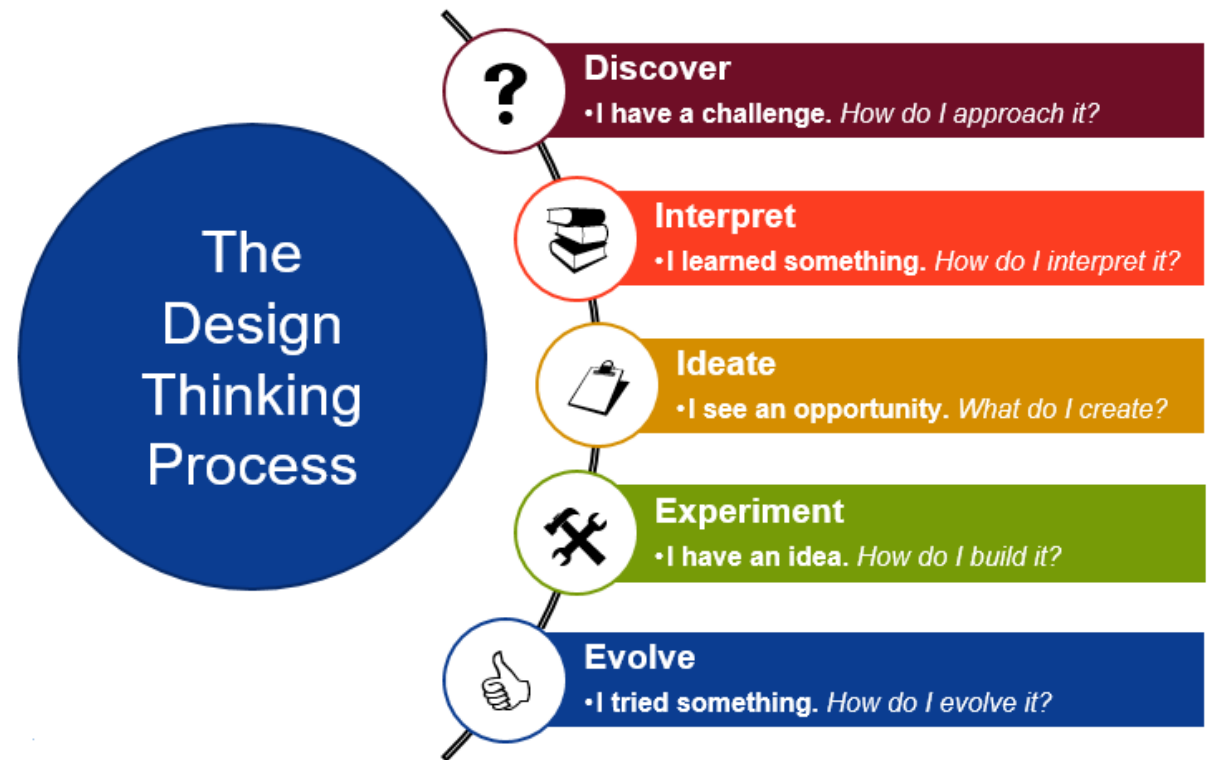 The
Design
Thinking
Process
Discover
•I have a challenge. How do I approach it?
Interpret
•I learned something. How do I interpret it?
Ideate
•I see an opportunity. What do I create?
Experiment
•I have an idea. How do I build it?
Evolve
•I tried something. How do I evolve it?